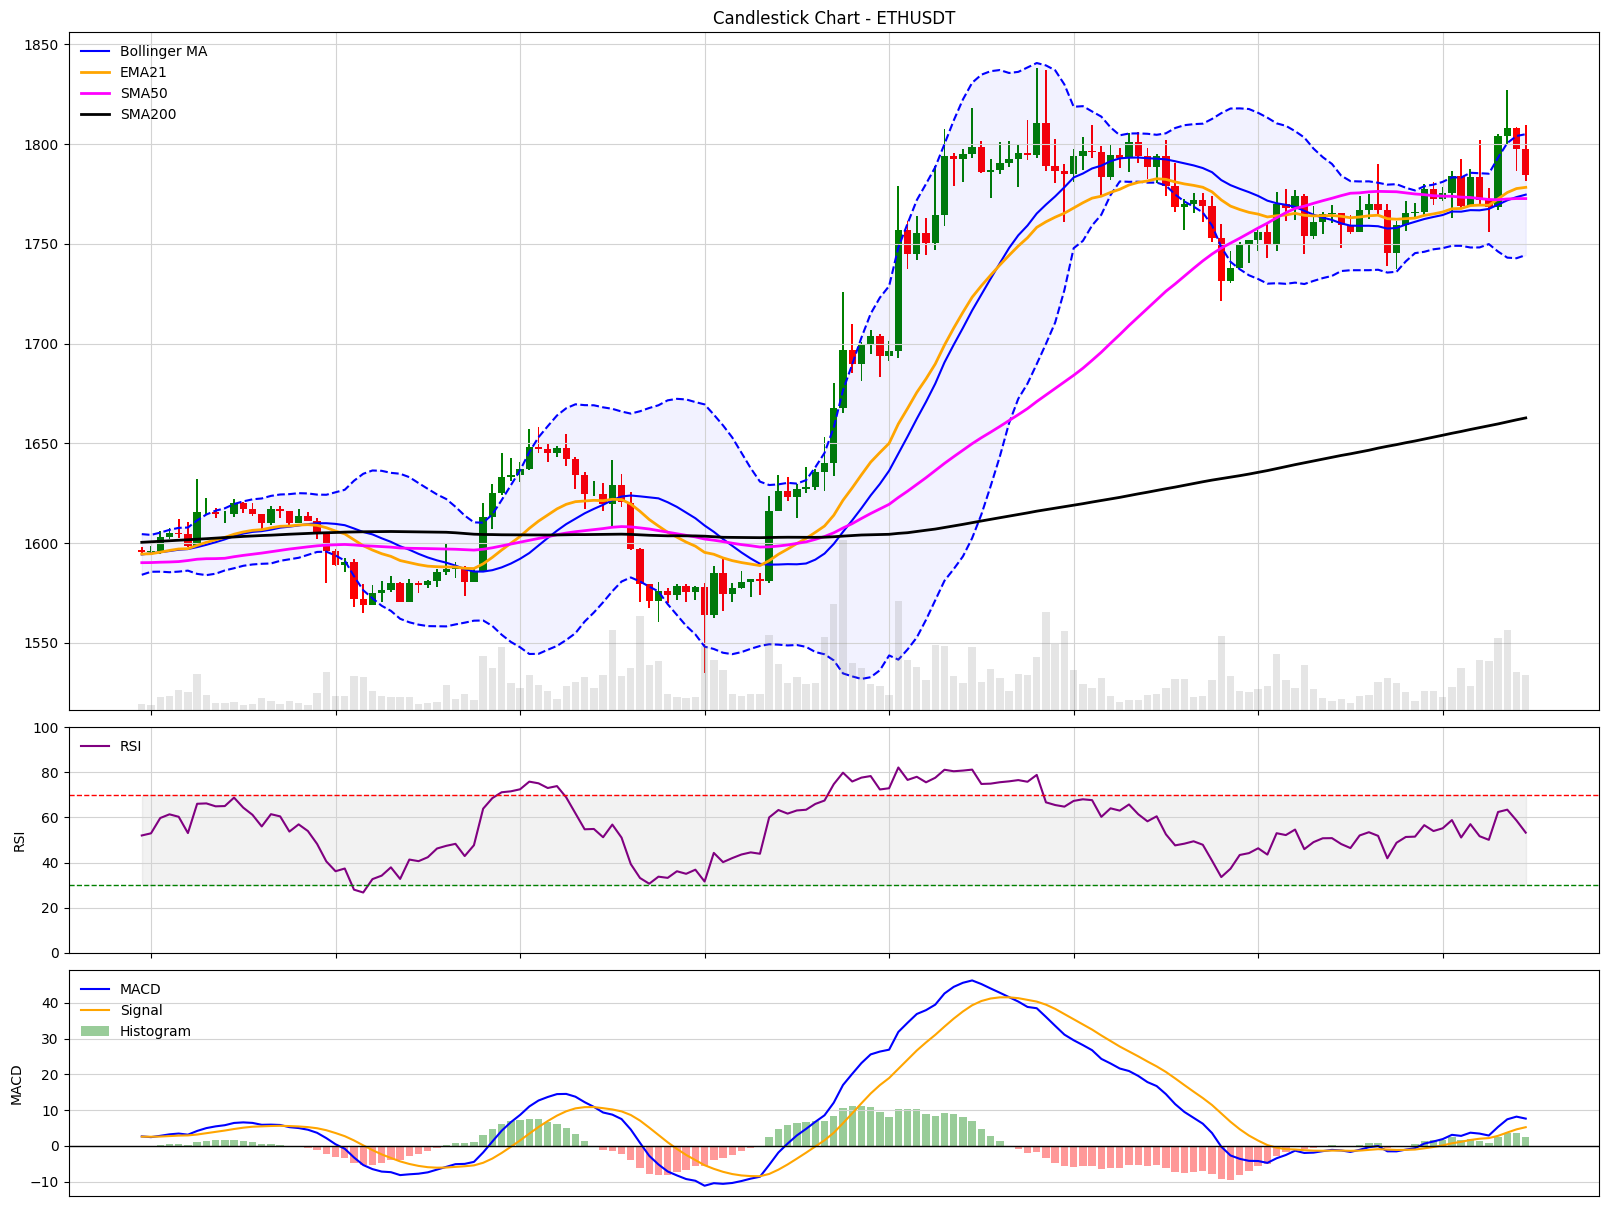 Candlestick Chart - ETHUSDT
Bollinger MA
EMA21
SMA50
SMA200
1850
1800
1750
1700
1650
1600
1550
RSI
RSI
100
80
60
40
20
0
MACD
Signal
Histogram
MACD
40
30
20
10
0
−10